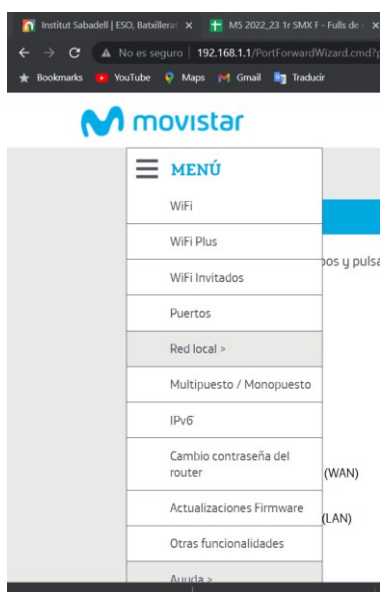 Institut Sabadell | ESO, Batxillerat
M5 2022_23 1r SMX F - Fulls de
No es seguro | 192.168.1.1/PortForwardWizard.cmd?
Bookmarks YouTube Maps Gmail Traducir
movistar
MENÚ
WiFi
WiFi Plus
pos y pulsa
WiFi Invitados
Puertos
Red local >
Multipuesto / Monopuesto
IPv6
Cambio contraseña del
router
(WAN)
Actualizaciones Firmware
(LAN)
Otras funcionalidades
Ayuda >